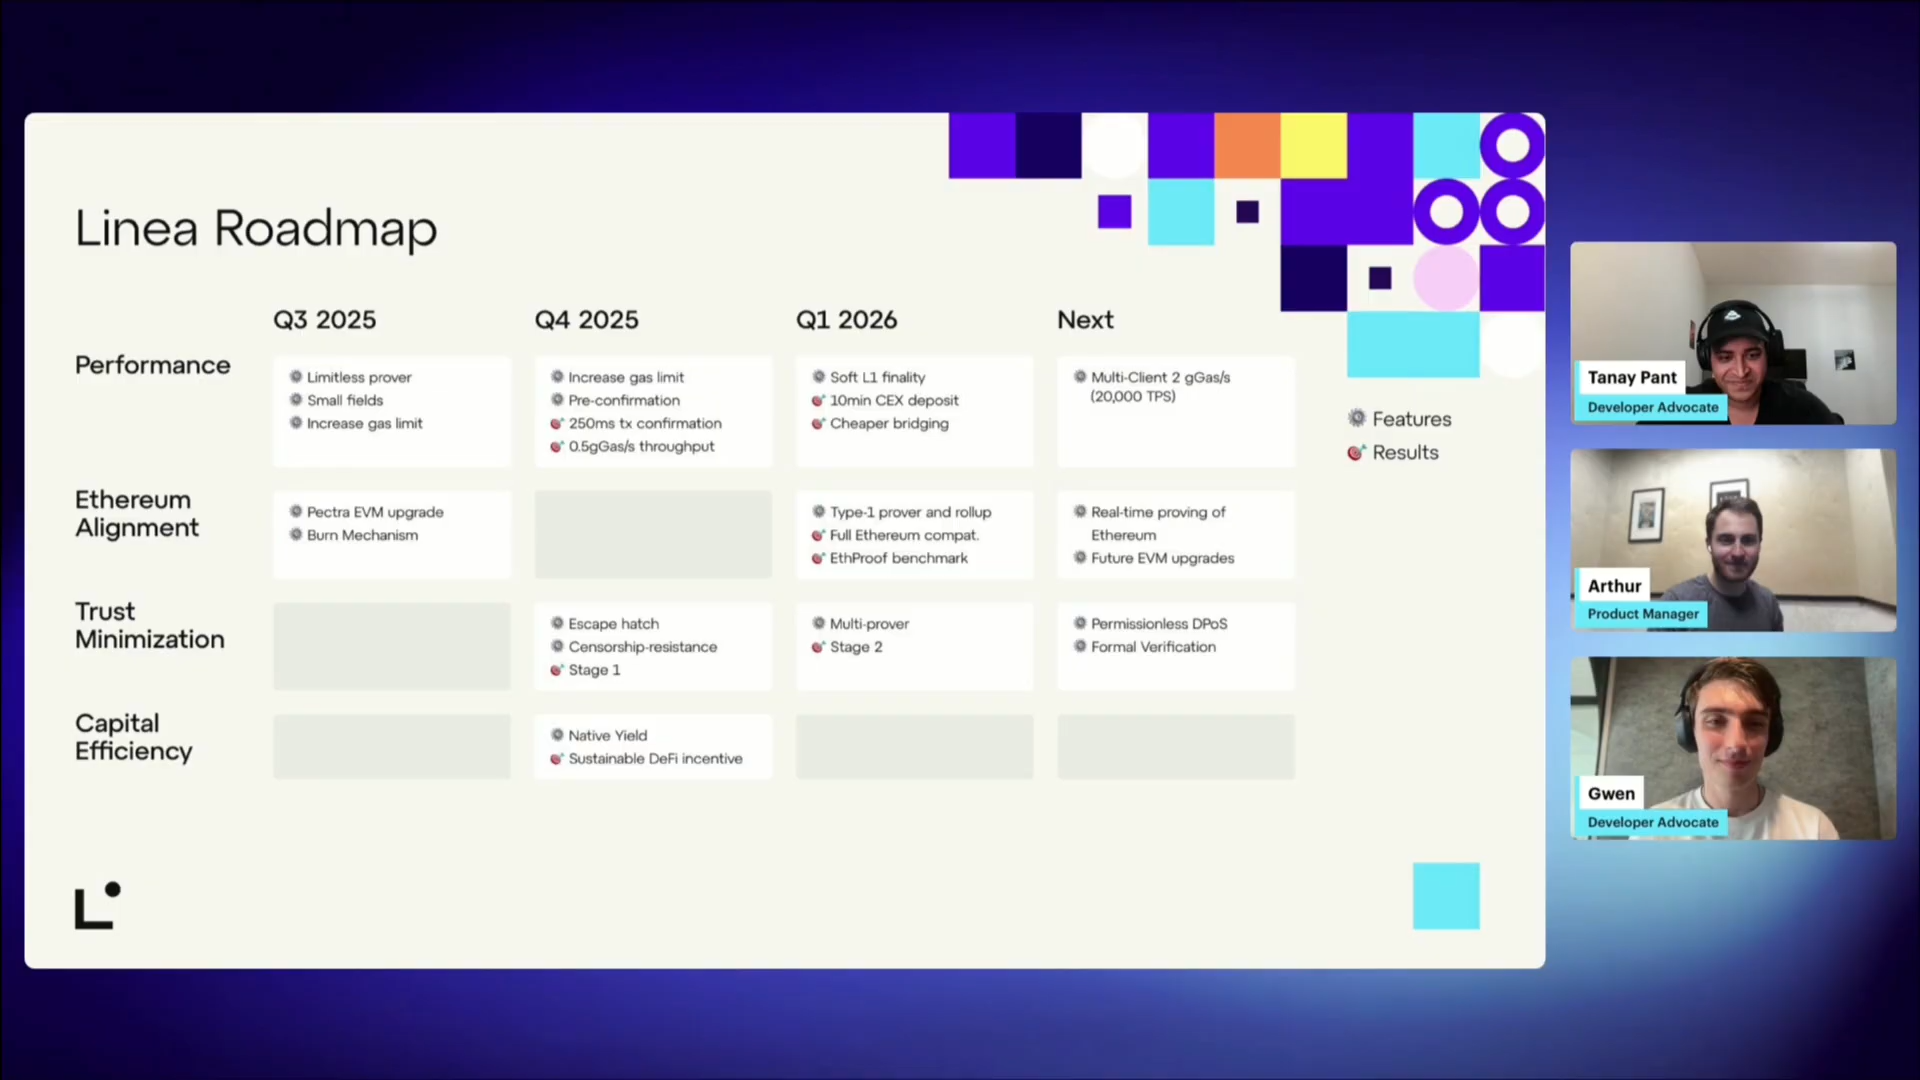 Linea Roadmap
Q3 2025
Q4 2025
Q1 2026
Next
Performance
Limitless prover
Small fields
Increase gas limit
Increase gas limit
Pre-confirmation
250ms tx confirmation
0.5gGas/s throughput
Soft L1 finality
10min CEX deposit
Cheaper bridging
Multi-Client 2 gGas/s
(20,000 TPS)
Features
Results
Ethereum
Alignment
Pectra EVM upgrade
Burn Mechanism
Type-1 prover and rollup
Full Ethereum compat.
EthProof benchmark
Real-time proving of
Ethereum
Future EVM upgrades
Trust
Minimization
Escape hatch
Censorship-resistance
Stage 1
Multi-prover
Stage 2
Permissionless DPoS
Formal Verification
Capital
Efficiency
Native Yield
Sustainable DeFi incentive
Tanay Pant
Developer Advocate
Arthur
Product Manager
Gwen
Developer Advocate